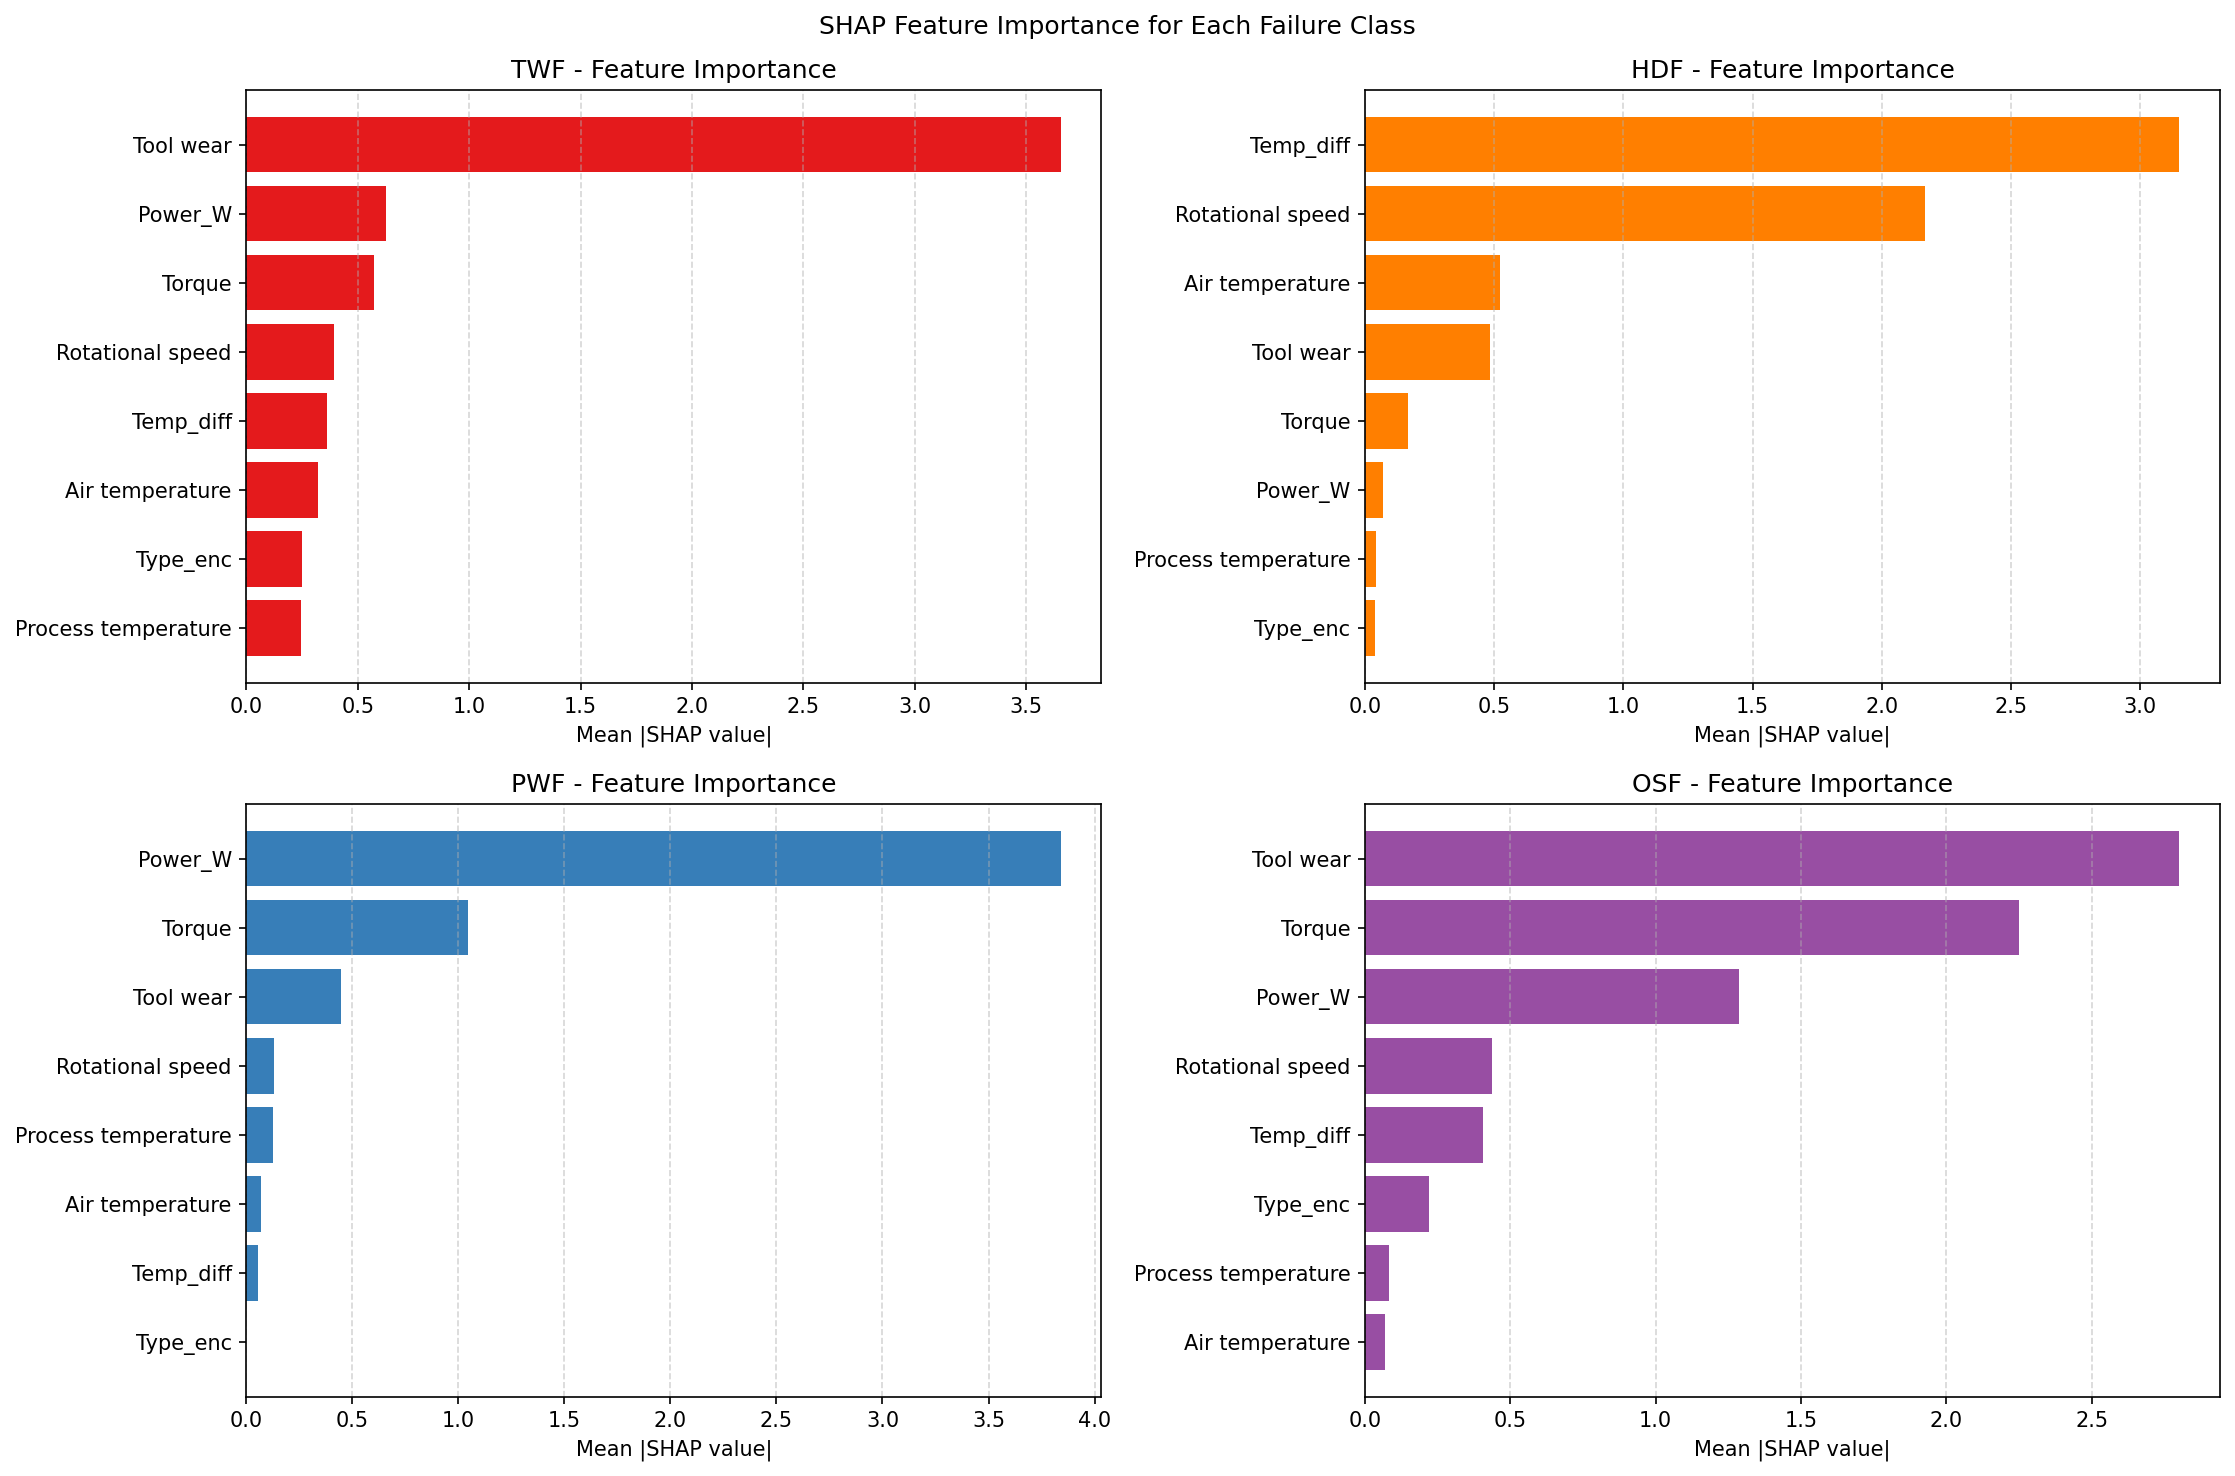 SHAP Feature Importance for Each Failure Class
TWF - Feature Importance
Tool wear
Power_W
Torque
Rotational speed
Temp_diff
Air temperature
Type_enc
Process temperature
0.0 0.5 1.0 1.5 2.0 2.5 3.0 3.5
Mean |SHAP value|
HDF - Feature Importance
Temp_diff
Rotational speed
Air temperature
Tool wear
Torque
Power_W
Process temperature
Type_enc
0.0 0.5 1.0 1.5 2.0 2.5 3.0
Mean |SHAP value|
PWF - Feature Importance
Power_W
Torque
Tool wear
Rotational speed
Process temperature
Air temperature
Temp_diff
Type_enc
0.0 0.5 1.0 1.5 2.0 2.5 3.0 3.5 4.0
Mean |SHAP value|
OSF - Feature Importance
Tool wear
Torque
Power_W
Rotational speed
Temp_diff
Type_enc
Process temperature
Air temperature
0.0 0.5 1.0 1.5 2.0 2.5
Mean |SHAP value|